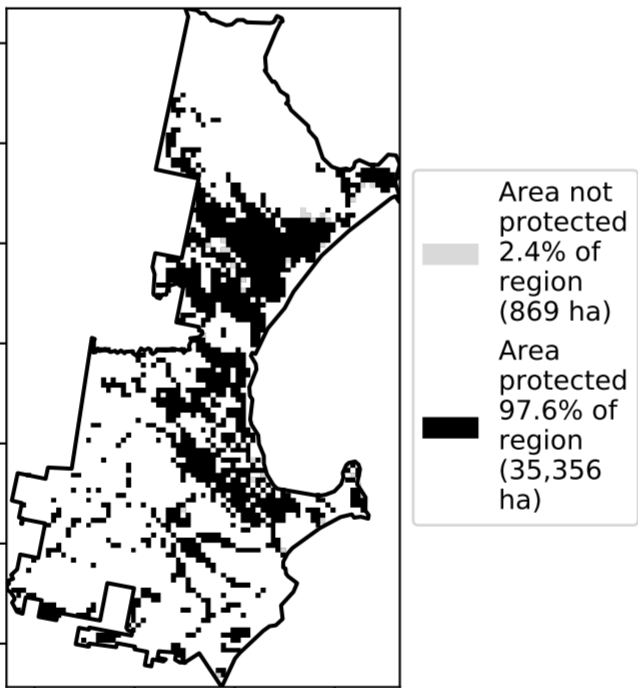 Area not
protected
2.4% of
region
(869 ha)
Area
protected
97.6% of
region
(35,356
ha)